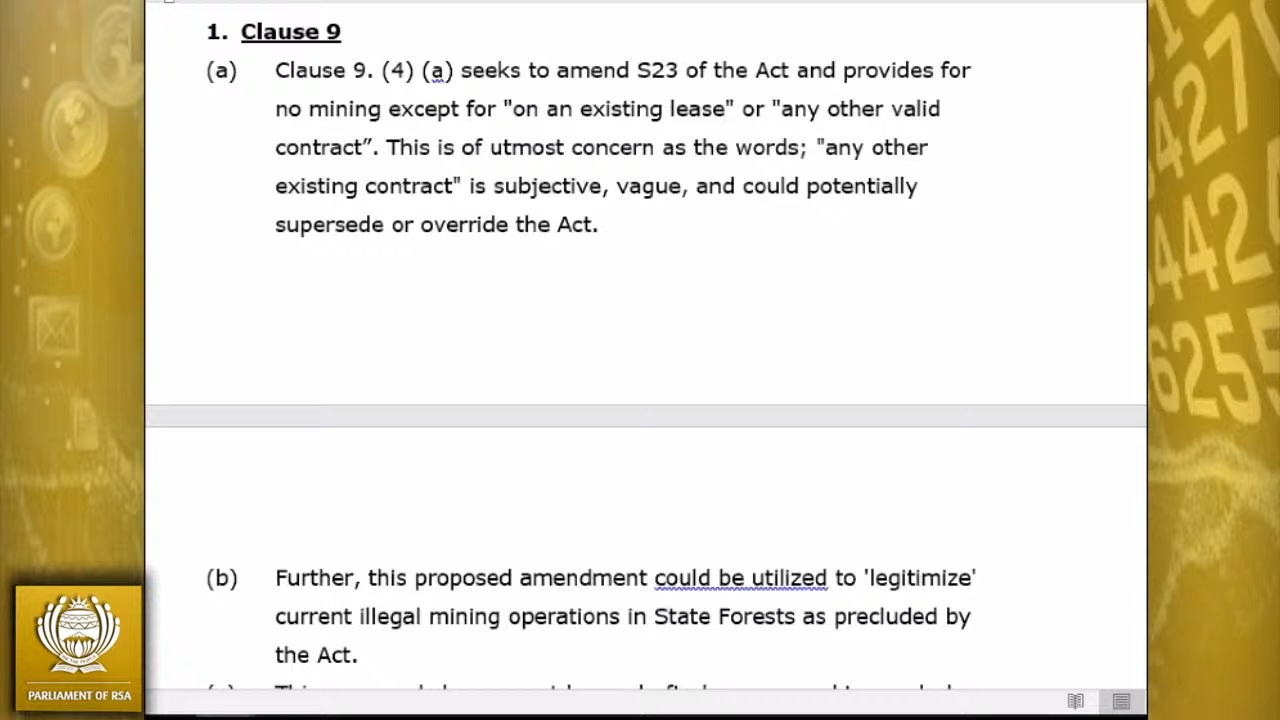 1. Clause 9
(a) Clause 9. (4) (a) seeks to amend S23 of the Act and provides for
no mining except for "on an existing lease" or "any other valid
contract”. This is of utmost concern as the words; "any other
existing contract" is subjective, vague, and could potentially
supersede or override the Act.
(b) Further, this proposed amendment could be utilized to 'legitimize'
current illegal mining operations in State Forests as precluded by
the Act.
PARLIAMENT OF RSA
442
7
442
6255